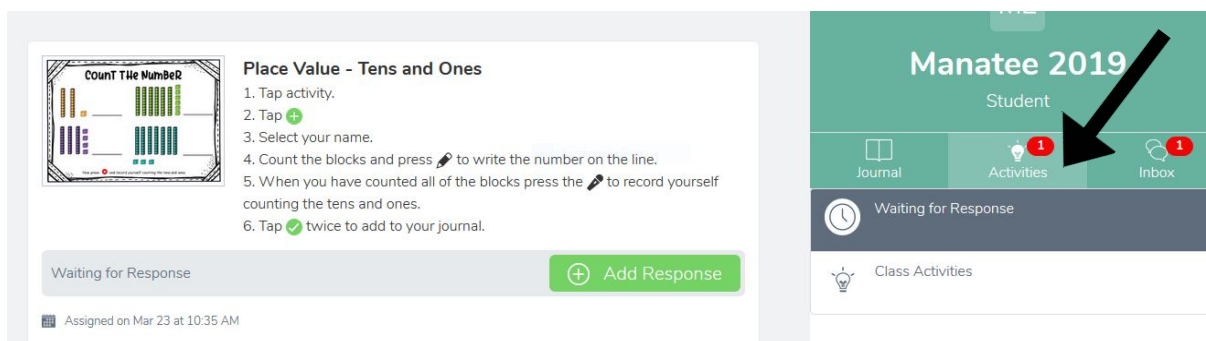 Count The Number
Place Value - Tens and Ones
1. Tap activity.
2. Tap
3. Select your name.
4. Count the blocks and press to write the number on the line.
5. When you have counted all of the blocks press the to record yourself
counting the tens and ones.
6. Tap twice to add to your journal.
Waiting for Response
Add Response
Assigned on Mar 23 at 10:35 AM
Manatee 2019
Student
Journal
1
Activities
1
Inbox
Waiting for Response
Class Activities